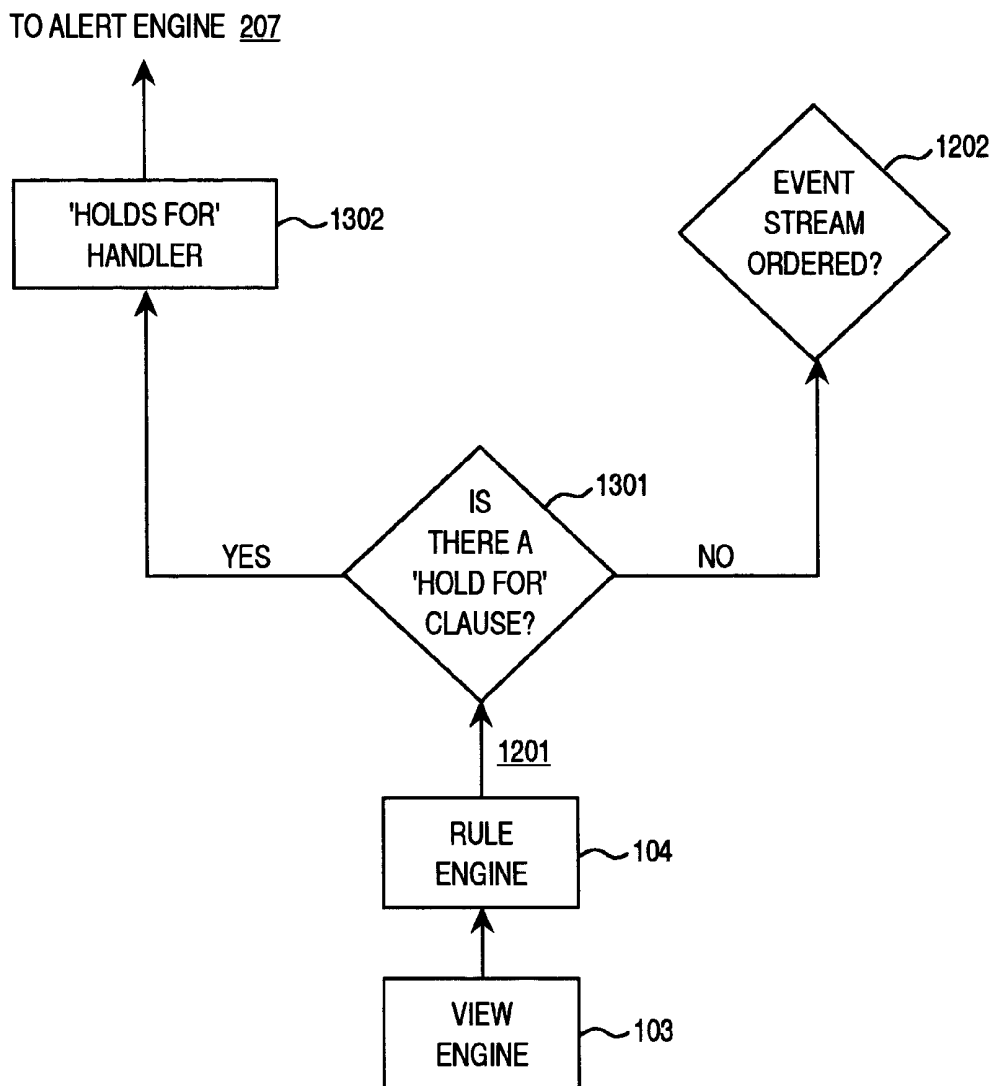 TO ALERT ENGINE 207
1202
EVENT
STREAM
ORDERED?
'HOLDS FOR'
HANDLER
1302
1301
IS
THERE A
'HOLD FOR'
CLAUSE?
YES
NO
1201
RULE
ENGINE
104
VIEW
ENGINE
103